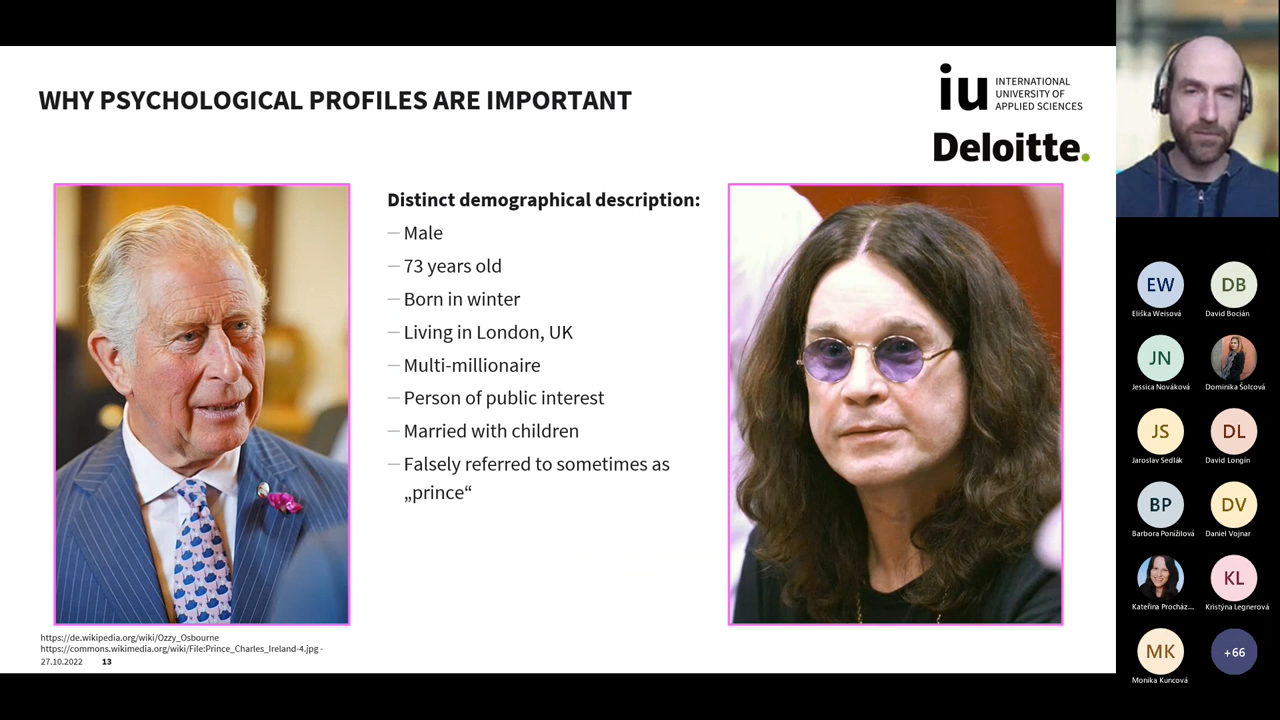 WHY PSYCHOLOGICAL PROFILES ARE IMPORTANT
iu
INTERNATIONAL
UNIVERSITY OF
APPLIED SCIENCES
Deloitte.
Distinct demographical description:
— Male
— 73 years old
— Born in winter
— Living in London, UK
— Multi-millionaire
— Person of public interest
— Married with children
— Falsely referred to sometimes as
„prince“
https://de.wikipedia.org/wiki/Ozzy_Osbourne
https://commons.wikimedia.org/wiki/File:Prince_Charles_Ireland-4.jpg -
27.10.2022 13
EW DB
Eliška Weisová David Bocián
JN
Jessica Nováková Dominika Šolcová
JS DL
Jaroslav Sedlák David Longín
BP DV
Barbora Ponížilová Daniel Vojnar
KL
Kateřina Procház... Kristýna Legnerová
MK +66
Monika Kuncová